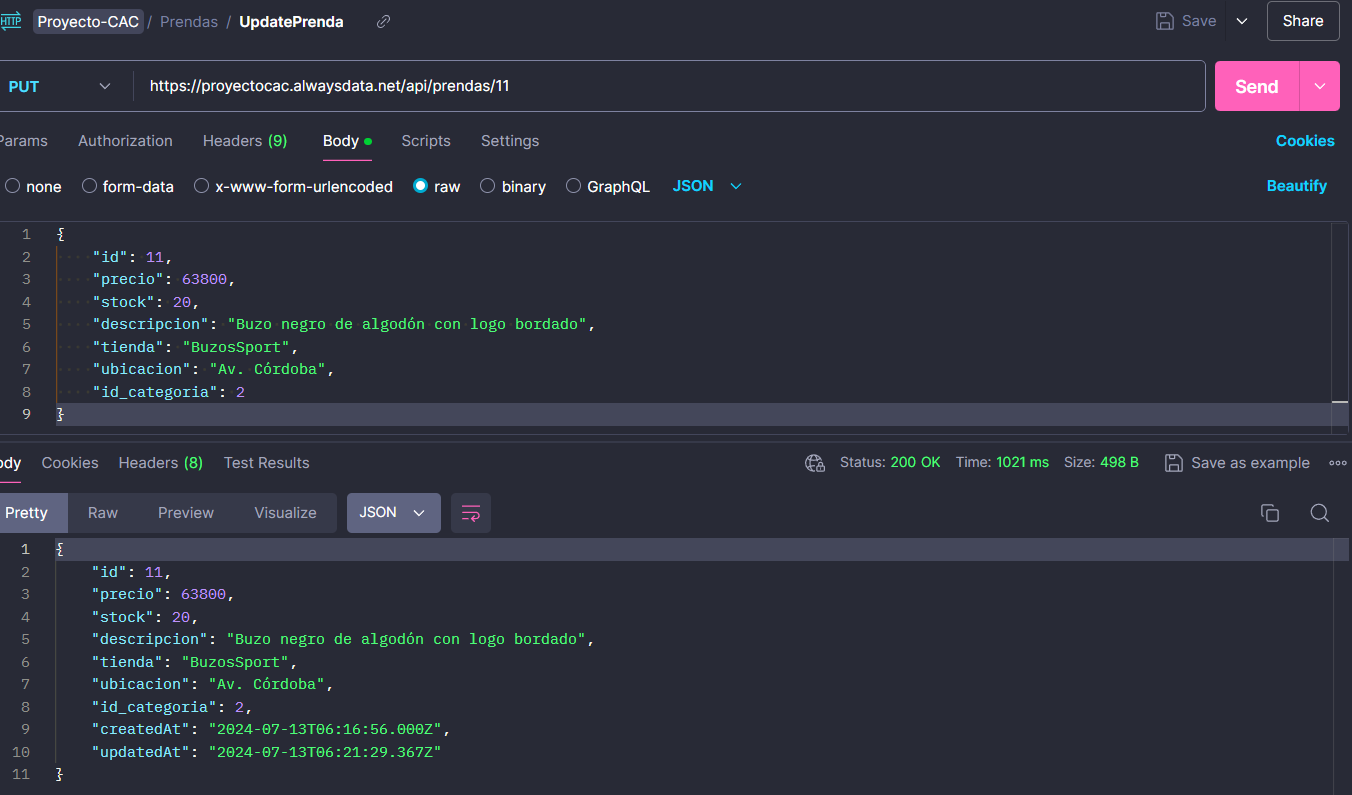 HTTP Proyecto-CAC / Prendas / UpdatePrenda Save Share
PUT https://proyectocac.alwaysdata.net/api/prendas/11 Send
Params Authorization Headers (9) Body Scripts Settings Cookies
none form-data x-www-form-urlencoded raw binary GraphQL JSON Beautify
1 {
2 "id": 11,
3 "precio": 63800,
4 "stock": 20,
5 "descripcion": "Buzo negro de algodón con logo bordado",
6 "tienda": "BuzosSport",
7 "ubicacion": "Av. Córdoba",
8 "id_categoria": 2
9 }
ody Cookies Headers (8) Test Results Status: 200 OK Time: 1021 ms Size: 498 B Save as example
Pretty Raw Preview Visualize JSON
1 {
2 "id": 11,
3 "precio": 63800,
4 "stock": 20,
5 "descripcion": "Buzo negro de algodón con logo bordado",
6 "tienda": "BuzosSport",
7 "ubicacion": "Av. Córdoba",
8 "id_categoria": 2,
9 "createdAt": "2024-07-13T06:16:56.000Z",
10 "updatedAt": "2024-07-13T06:21:29.367Z"
11 }